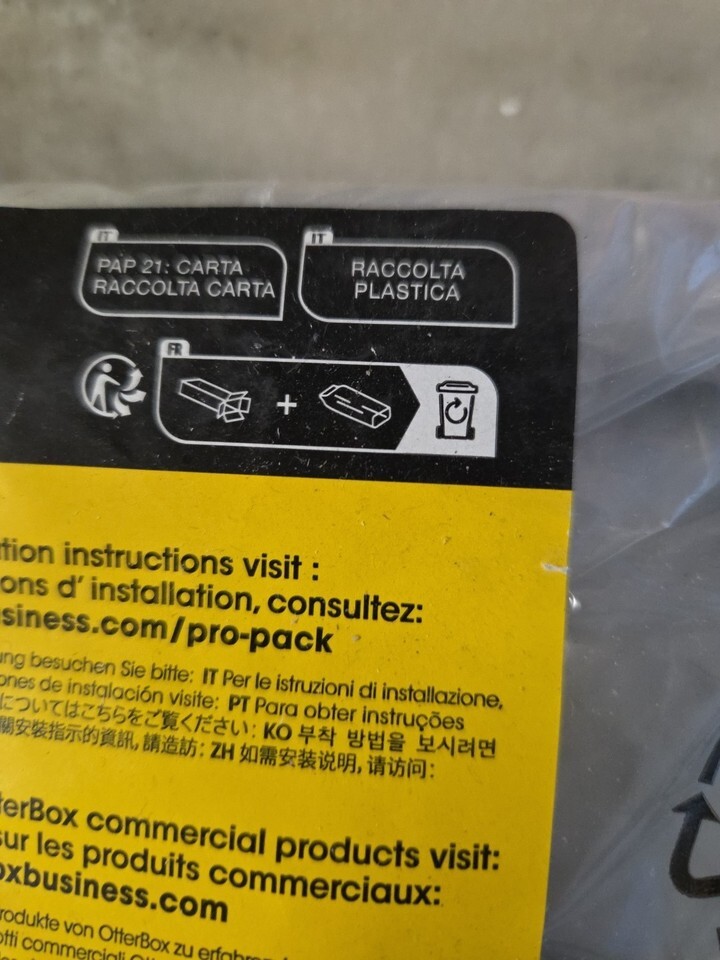 IT
PAP 21: CARTA
RACCOLTA CARTA
IT
RACCOLTA
PLASTICA
FR
+
tion instructions visit :
ons d' installation, consultez:
siness.com/pro-pack
ung besuchen Sie bitte: IT Per le istruzioni di installazione,
ones de instalación visite: PT Para obter instruções
についてはこちらをご覧ください: KO 부착 방법을 보시려면
關安裝指示的資訊, 請造訪: ZH 如需安装说明, 请访问:
tterBox commercial products visit:
sur les produits commerciaux:
oxbusiness.com
rodukte von OtterBox zu erfahren
otti commerciali